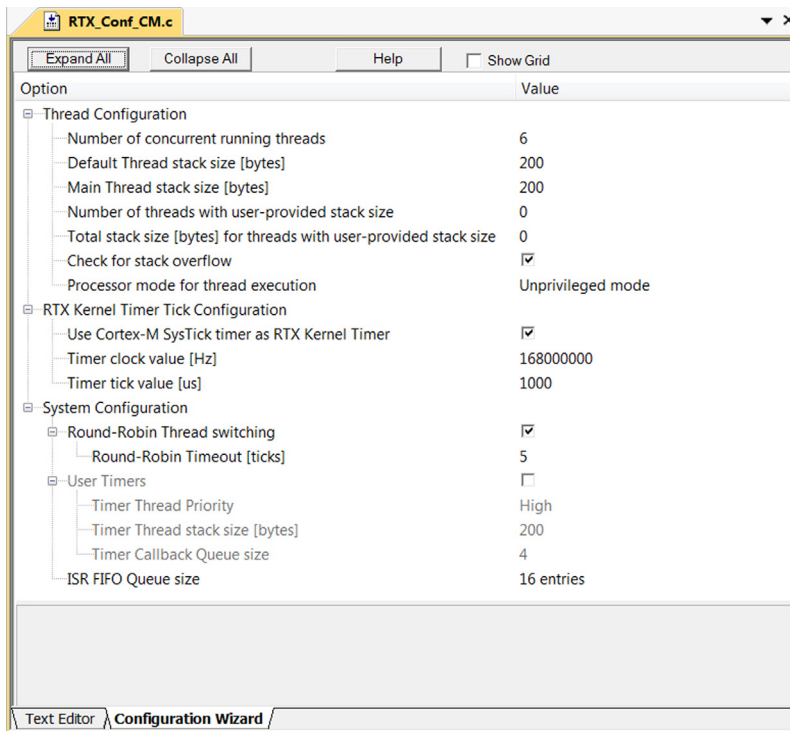 RTX_Conf_CM.c
Expand All Collapse All Help Show Grid
Option Value
Thread Configuration
Number of concurrent running threads 6
Default Thread stack size [bytes] 200
Main Thread stack size [bytes] 200
Number of threads with user-provided stack size 0
Total stack size [bytes] for threads with user-provided stack size 0
Check for stack overflow
Processor mode for thread execution Unprivileged mode
RTX Kernel Timer Tick Configuration
Use Cortex-M SysTick timer as RTX Kernel Timer
Timer clock value [Hz] 168000000
Timer tick value [us] 1000
System Configuration
Round-Robin Thread switching
Round-Robin Timeout [ticks] 5
User Timers
Timer Thread Priority High
Timer Thread stack size [bytes] 200
Timer Callback Queue size 4
ISR FIFO Queue size 16 entries
Text Editor Configuration Wizard